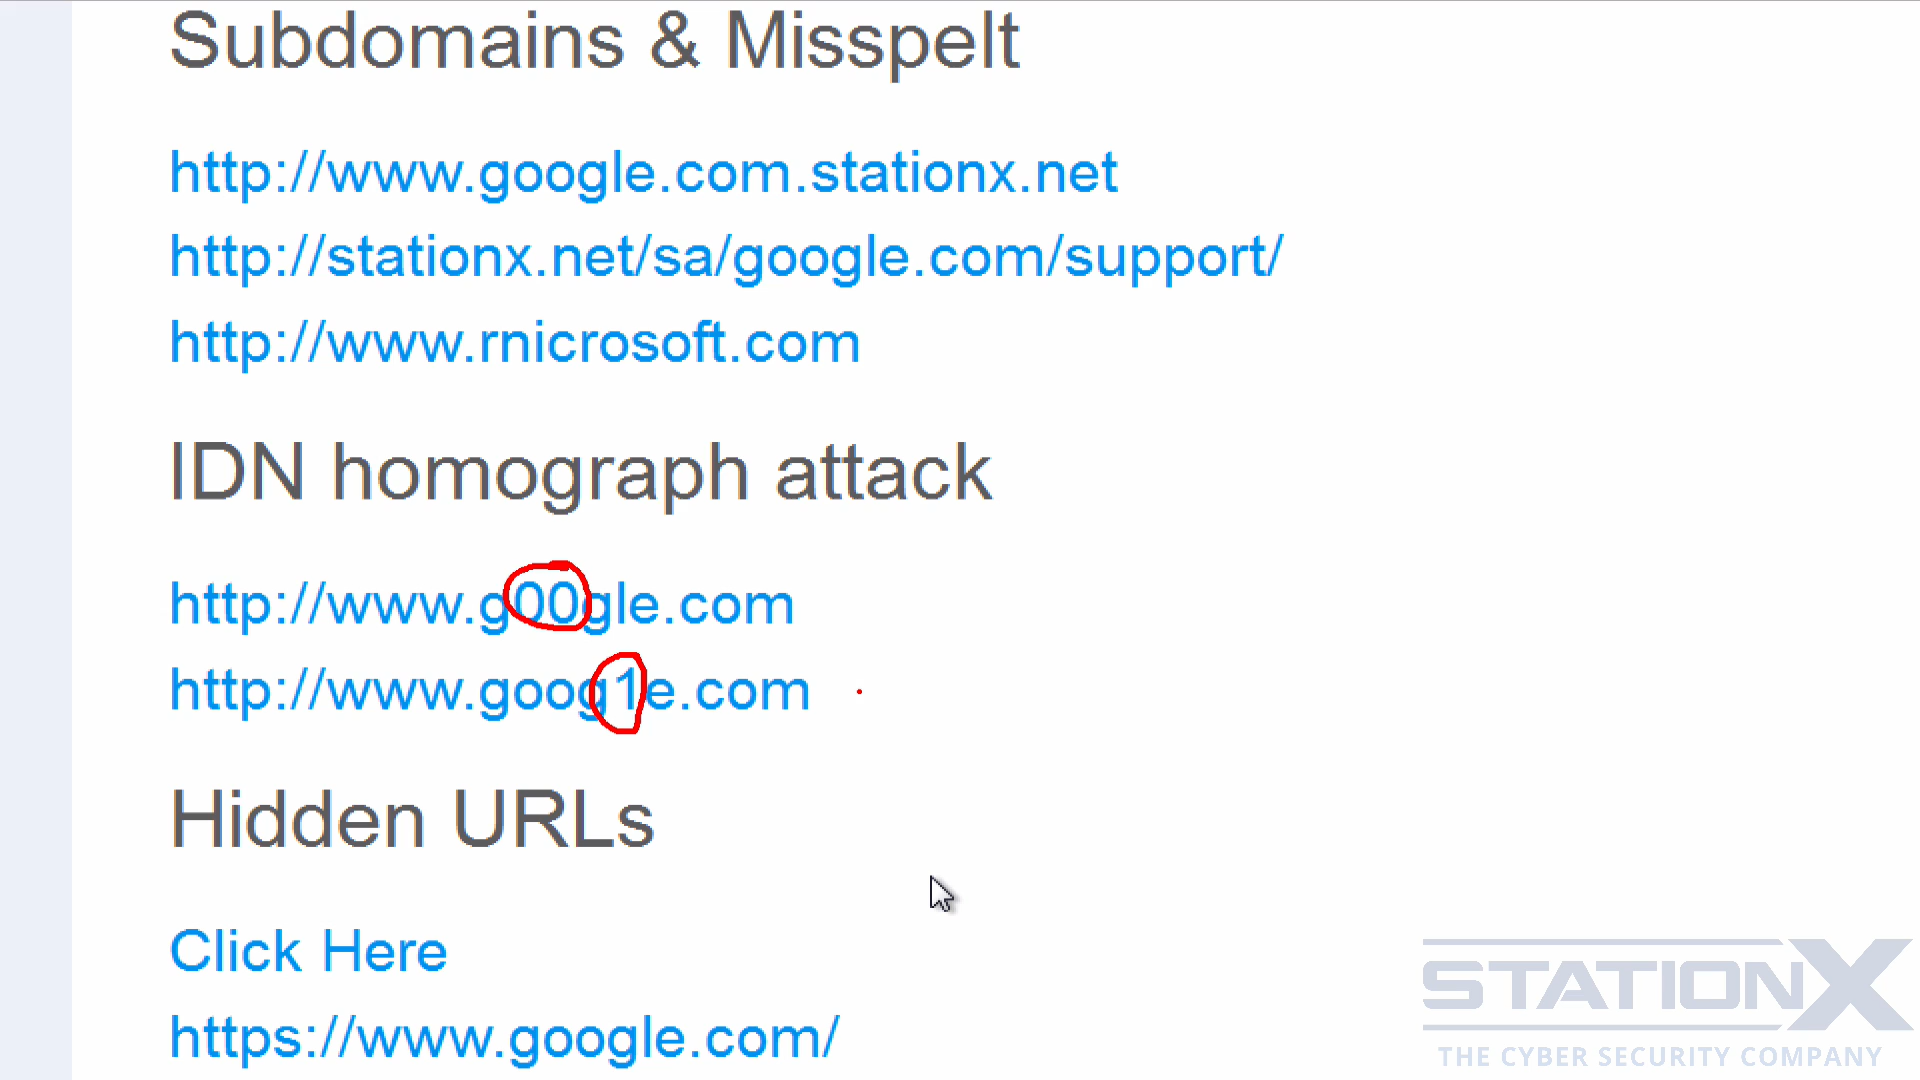 Subdomains & Misspelt
http://www.google.com.stationx.net
http://stationx.net/sa/google.com/support/
http://www.rnicrosoft.com
IDN homograph attack
http://www.g00gle.com
http://www.goog1e.com
Hidden URLs
Click Here
https://www.google.com/
STATIONX
THE CYBER SECURITY COMPANY